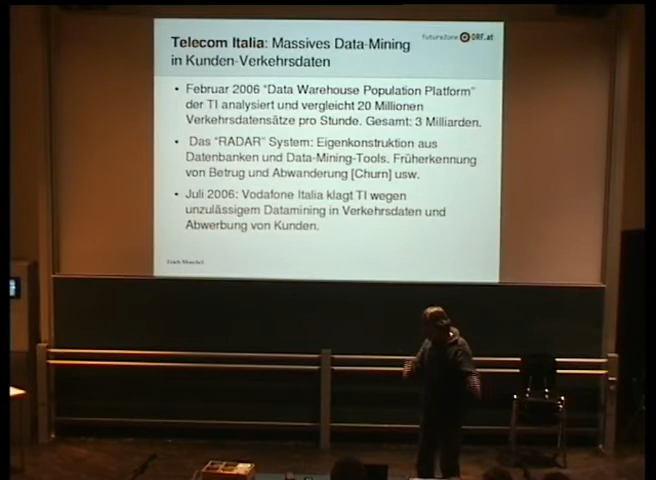 Telecom Italia: Massives Data-Mining
in Kunden-Verkehrsdaten
futurezone ORF.at
• Februar 2006 "Data Warehouse Population Platform"
der TI analysiert und vergleicht 20 Millionen
Verkehrsdatensätze pro Stunde. Gesamt: 3 Milliarden.
• Das "RADAR" System: Eigenkonstruktion aus
Datenbanken und Data-Mining-Tools. Früherkennung
von Betrug und Abwanderung [Churn] usw.
• Juli 2006: Vodafone Italia klagt TI wegen
unzulässigem Datamining in Verkehrsdaten und
Abwerbung von Kunden.
Erich Moechel